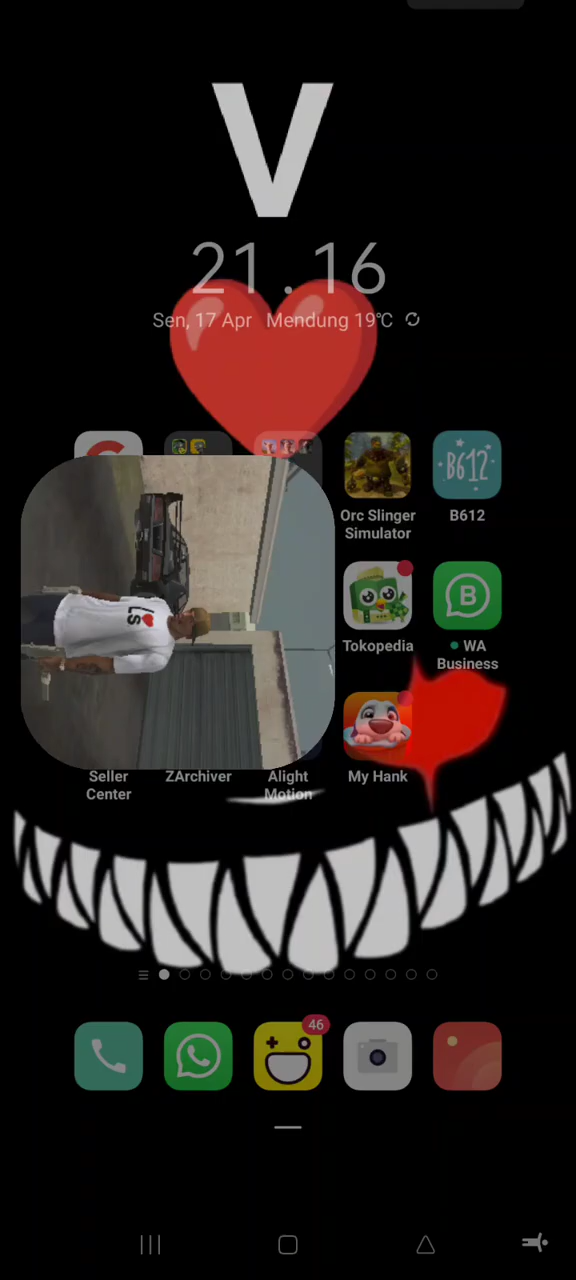 V
21.16
Sen, 17 Apr Mendung 19°C
B612
Orc Slinger
Simulator
B612
LS
B
Tokopedia
WA
Business
My Hank
Seller
Center
ZArchiver
Alight
Motion
46